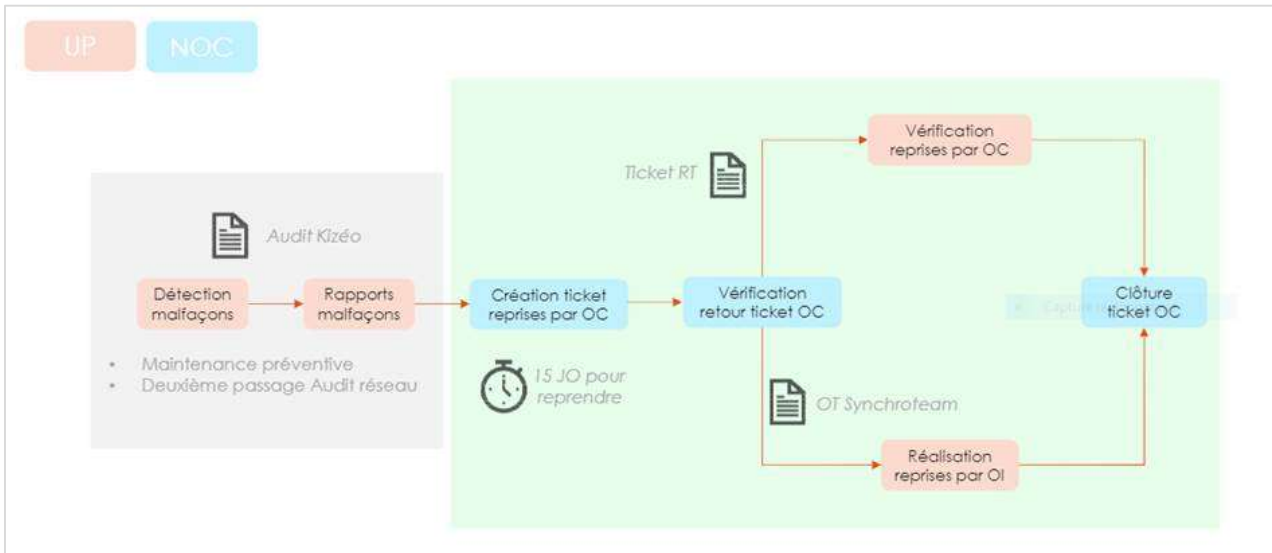 UP
NOC
Vérification
reprises par OC
Ticket RT
Audit Kizéo
Détection
malfaçons
Rapports
malfaçons
Création ticket
reprises par OC
Vérification
retour ticket OC
Clôture
ticket OC
• Maintenance préventive
• Deuxième passage Audit réseau
15 JO pour
reprendre
OT Synchroteam
Réalisation
reprises par OI